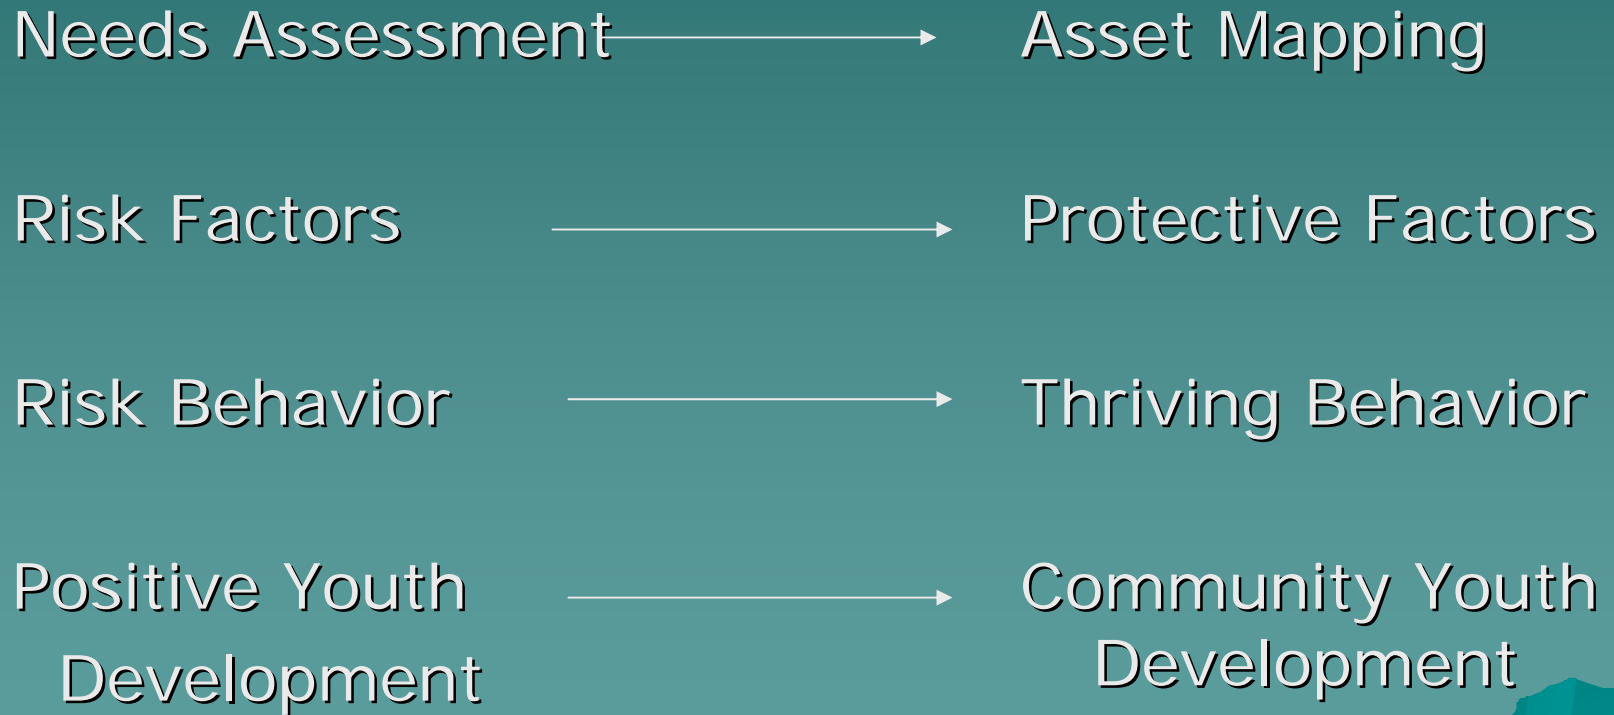 Needs Assessment Asset Mapping
Risk Factors Protective Factors
Risk Behavior Thriving Behavior
Positive Youth Community Youth
Development Development